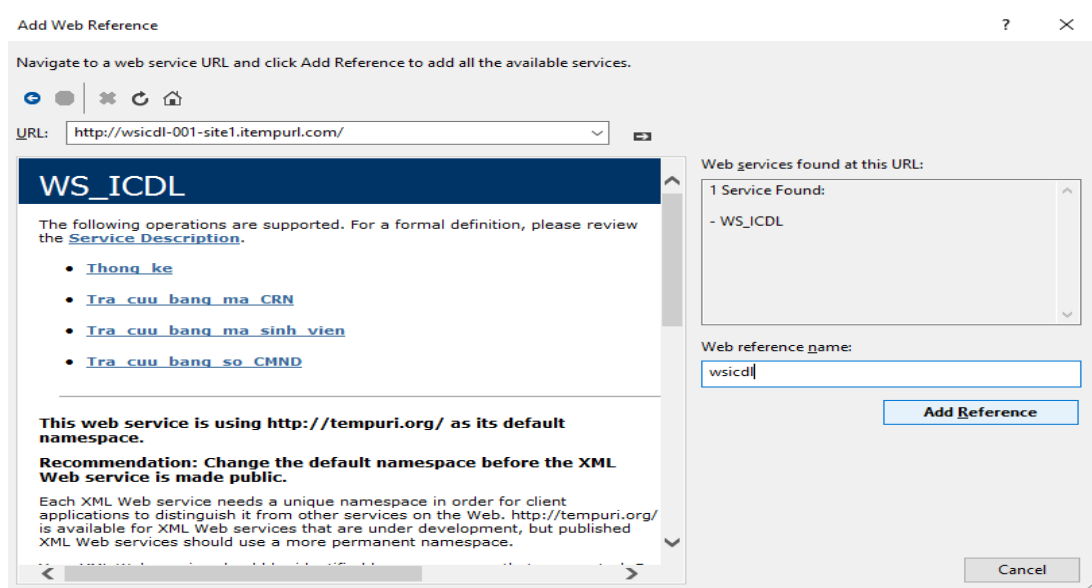 Add Web Reference
?
Navigate to a web service URL and click Add Reference to add all the available services.
URL:
http://wsicdl-001-site1.itempurl.com/
WS_ICDL
The following operations are supported. For a formal definition, please review
the Service Description.
Thong_ke
Tra_cuu_bang_ma_CRN
Tra_cuu_bang_ma_sinh_vien
Tra_cuu_bang_so_CMND
This web service is using http://tempuri.org/ as its default
namespace.
Recommendation: Change the default namespace before the XML
Web service is made public.
Each XML Web service needs a unique namespace in order for client
applications to distinguish it from other services on the Web. http://tempuri.org/
is available for XML Web services that are under development, but published
XML Web services should use a more permanent namespace.
Web services found at this URL:
1 Service Found:
- WS_ICDL
Web reference name:
wsicdl
Add Reference
Cancel